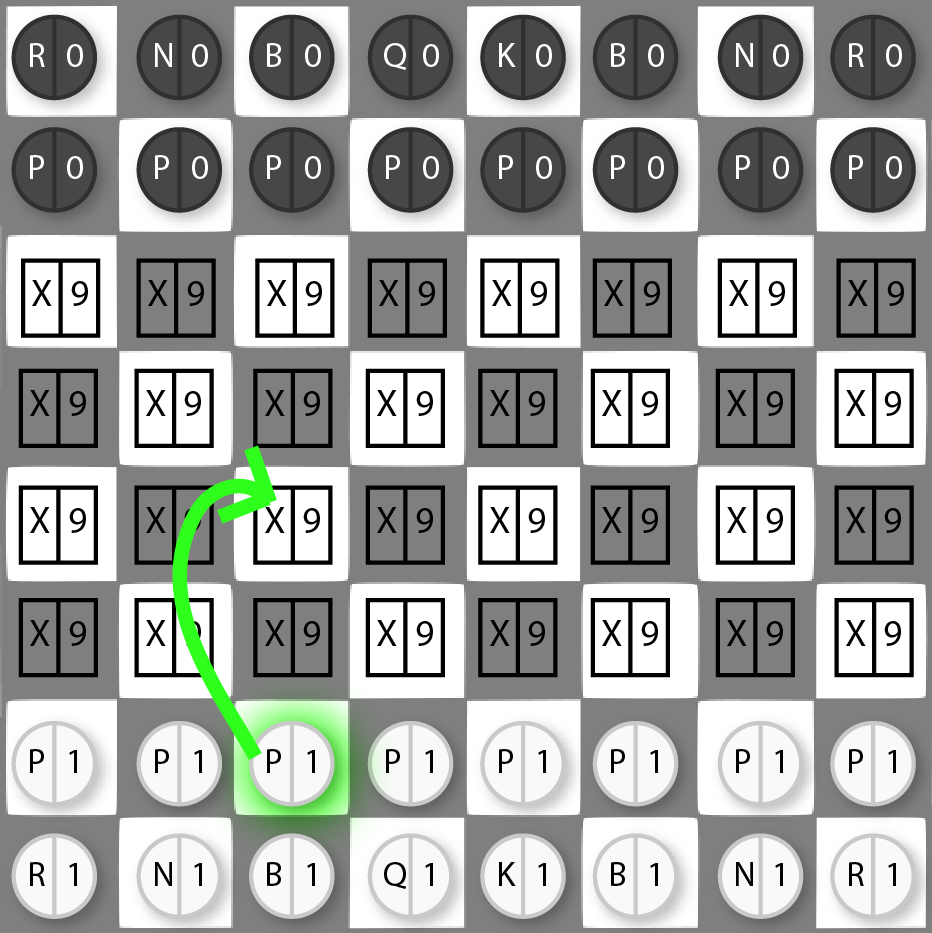 R 0 N 0 B 0 Q 0 K 0 B 0 N 0 R 0
P 0 P 0 P 0 P 0 P 0 P 0 P 0 P 0
X 9 X 9 X 9 X 9 X 9 X 9 X 9 X 9
X 9 X 9 X 9 X 9 X 9 X 9 X 9 X 9
X 9 X 9 X 9 X 9 X 9 X 9 X 9 X 9
X 9 X 9 X 9 X 9 X 9 X 9 X 9 X 9
P 1 P 1 P 1 P 1 P 1 P 1 P 1 P 1
R 1 N 1 B 1 Q 1 K 1 B 1 N 1 R 1